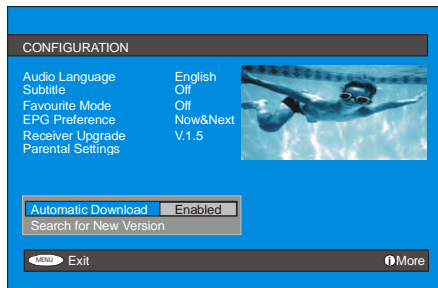 CONFIGURATION
Audio Language English
Subtitle Off
Favourite Mode Off
EPG Preference Now&Next
Receiver Upgrade V.1.5
Parental Settings
Automatic Download Enabled
Search for New Version
MENU Exit
i More